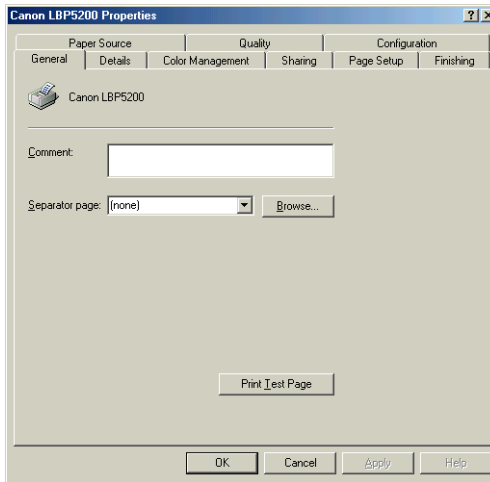 Canon LBP5200 Properties
Paper Source Quality Configuration
General Details Color Management Sharing Page Setup Finishing
Canon LBP5200
Comment:
Separator page: (none) Browse...
Print Test Page
OK Cancel Apply Help